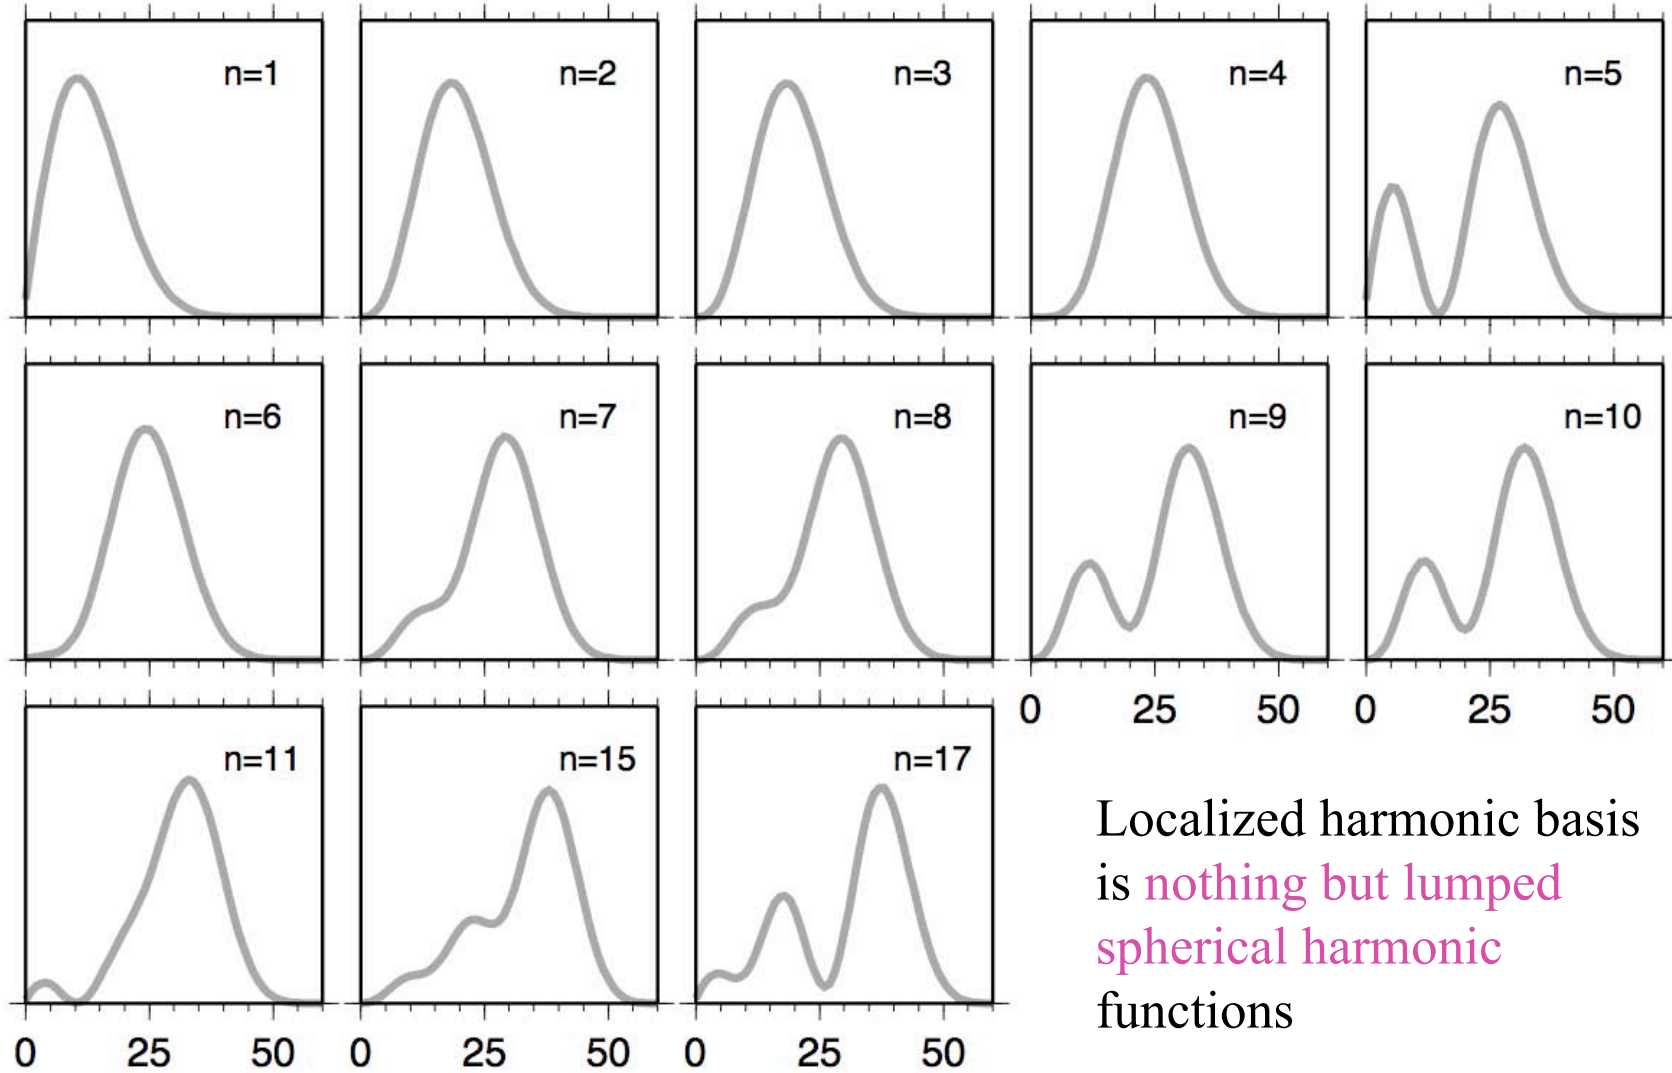 n=1
n=2
n=3
n=4
n=5
n=6
n=7
n=8
n=9
n=10
0 25 50
0 25 50
n=11
n=15
n=17
0 25 50
0 25 50
0 25 50
Localized harmonic basis
is nothing but lumped
spherical harmonic
functions